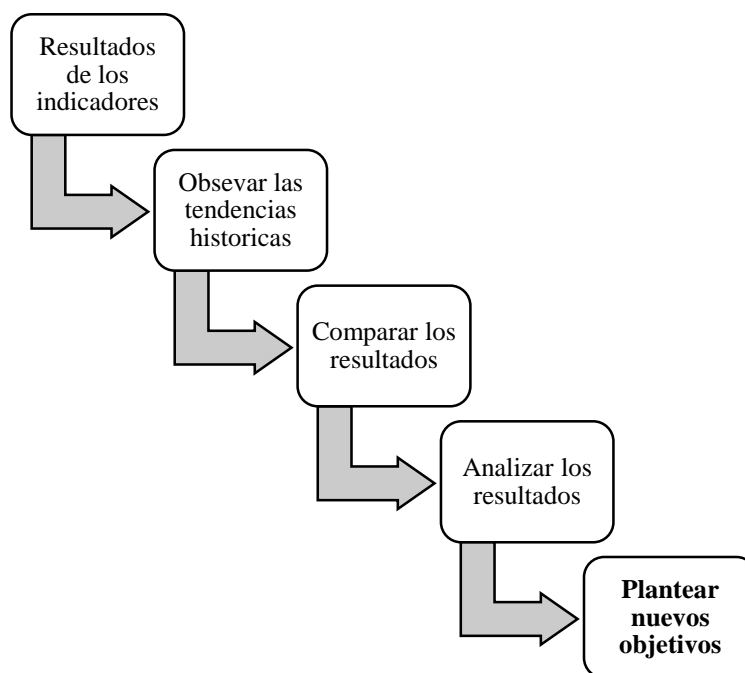 Resultados
de los
indicadores
Obsevar las
tendencias
historicas
Comparar los
resultados
Analizar los
resultados
Plantear
nuevos
objetivos